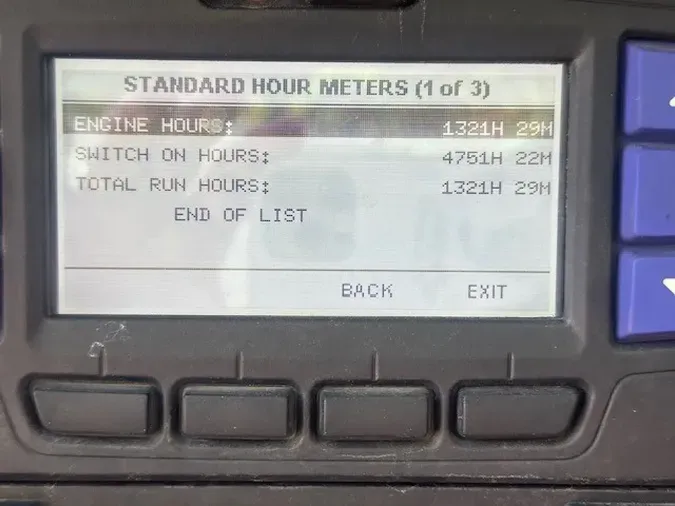 STANDARD HOUR METERS (1 of 3)
ENGINE HOURS: 1321H 29M
SWITCH ON HOURS: 4751H 22M
TOTAL RUN HOURS: 1321H 29M
END OF LIST
BACK EXIT